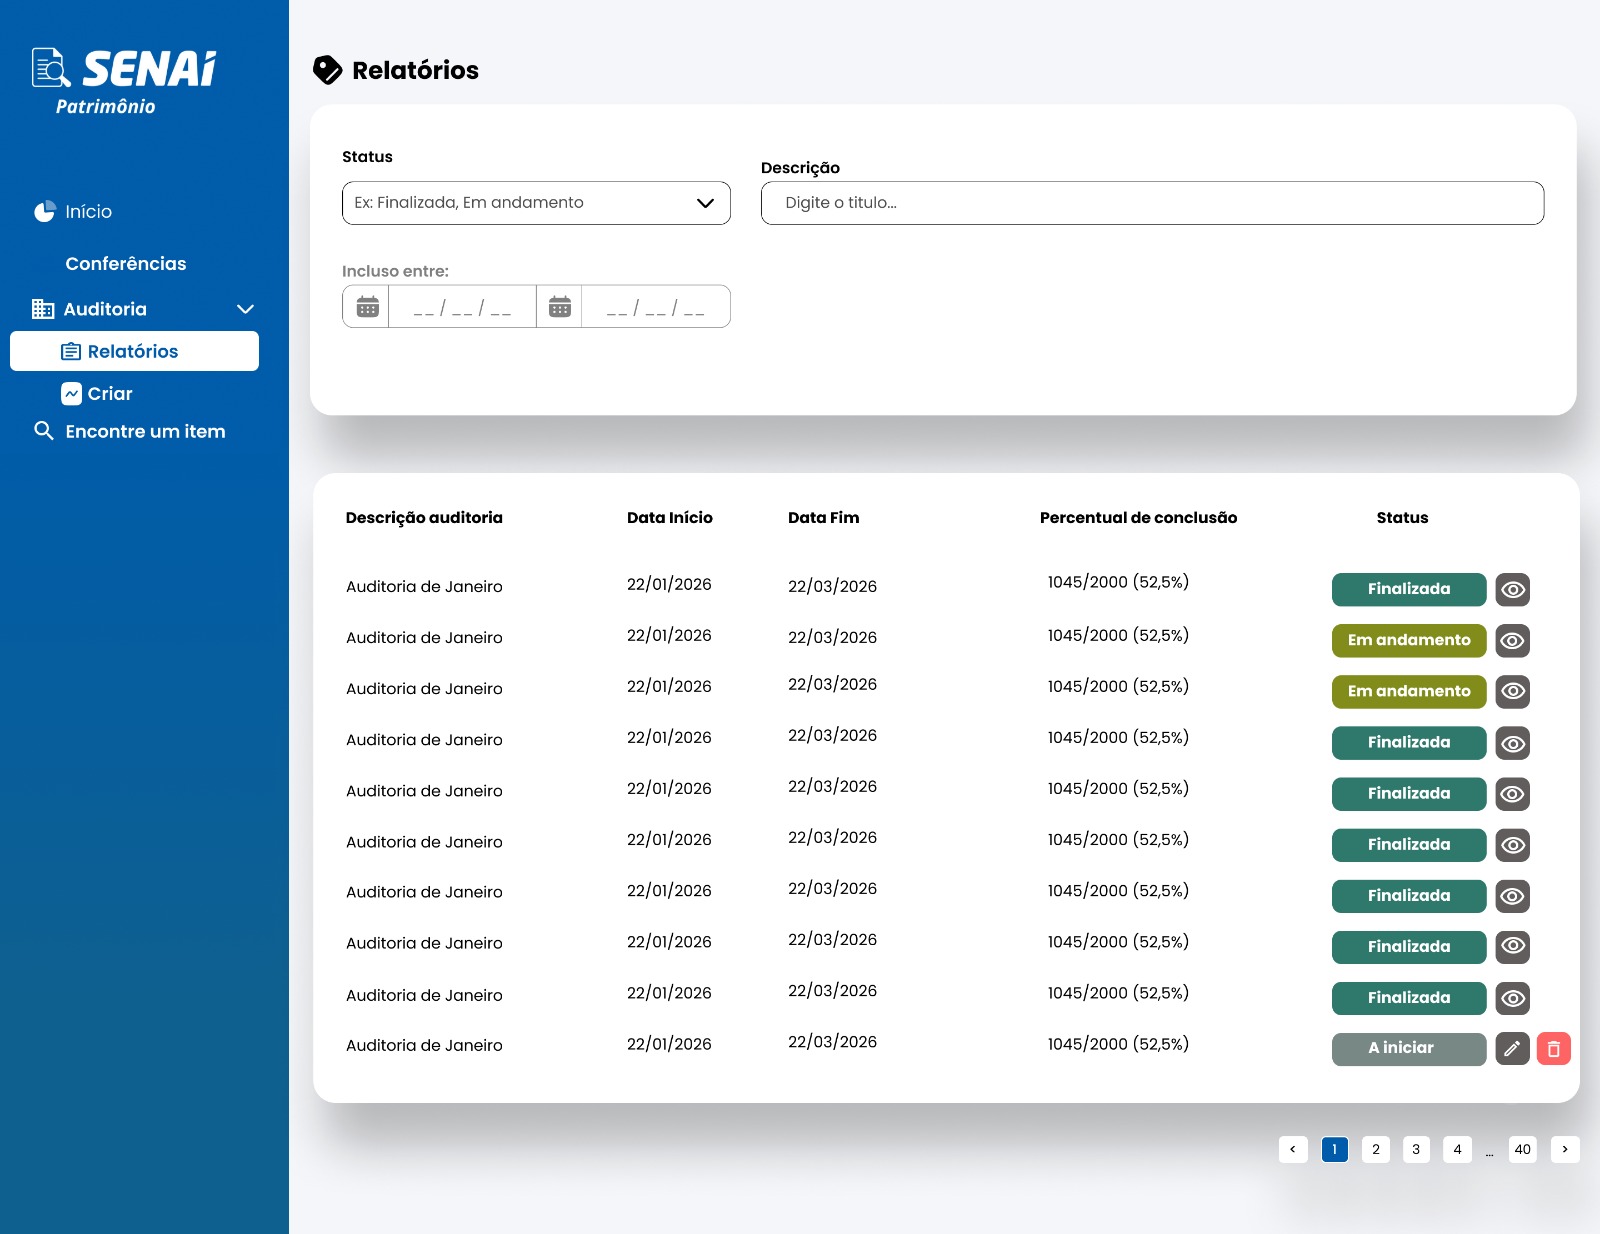 SENAI
Patrimônio
Início
Conferências
Auditoria
Relatórios
Criar
Encontre um item
Relatórios
Status
Descrição
Ex: Finalizada, Em andamento
Digite o titulo...
Incluso entre:
__ / __ / __ __ / __ / __
Descrição auditoria Data Início Data Fim Percentual de conclusão Status
Auditoria de Janeiro 22/01/2026 22/03/2026 1045/2000 (52,5%) Finalizada
Auditoria de Janeiro 22/01/2026 22/03/2026 1045/2000 (52,5%) Em andamento
Auditoria de Janeiro 22/01/2026 22/03/2026 1045/2000 (52,5%) Em andamento
Auditoria de Janeiro 22/01/2026 22/03/2026 1045/2000 (52,5%) Finalizada
Auditoria de Janeiro 22/01/2026 22/03/2026 1045/2000 (52,5%) Finalizada
Auditoria de Janeiro 22/01/2026 22/03/2026 1045/2000 (52,5%) Finalizada
Auditoria de Janeiro 22/01/2026 22/03/2026 1045/2000 (52,5%) Finalizada
Auditoria de Janeiro 22/01/2026 22/03/2026 1045/2000 (52,5%) Finalizada
Auditoria de Janeiro 22/01/2026 22/03/2026 1045/2000 (52,5%) Finalizada
Auditoria de Janeiro 22/01/2026 22/03/2026 1045/2000 (52,5%) A iniciar
< 1 2 3 4 ... 40 >